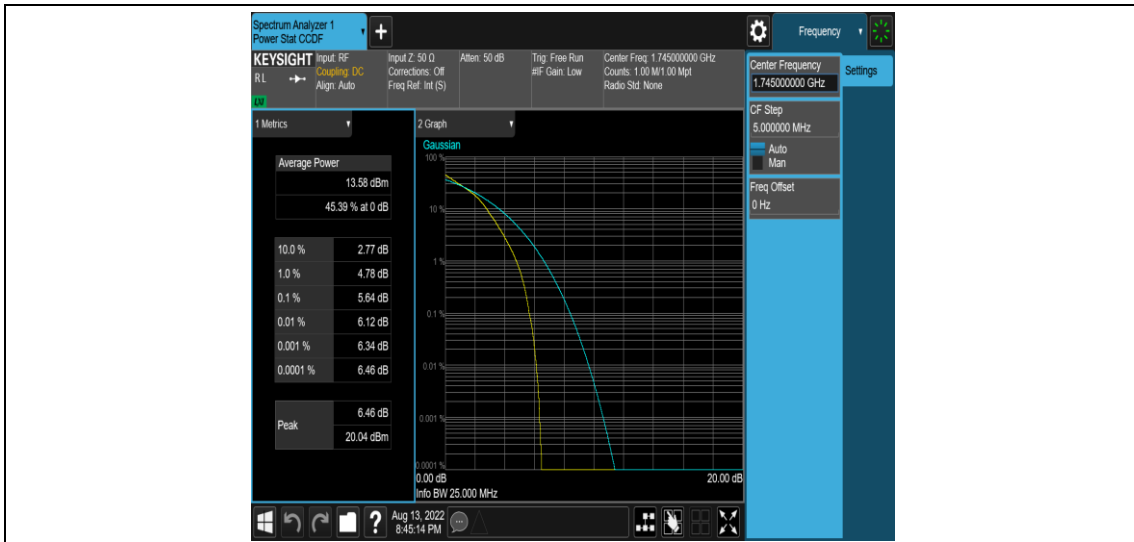 Spectrum Analyzer 1
Power Stat CCDF
+
Frequency
KEYSIGHT
Input: RF
Input Z: 50 Ω
Atten: 50 dB
Trig: Free Run
Center Freq: 1.745000000 GHz
RL
Coupling: DC
Corrections: Off
#IF Gain: Low
Counts: 1.00 M/1.00 Mpt
Align: Auto
Freq Ref: Int (S)
Radio Std: None
LXI
Center Frequency
1.745000000 GHz
Settings
CF Step
5.000000 MHz
Auto
Man
Freq Offset
0 Hz
1 Metrics
Average Power
13.58 dBm
45.39 % at 0 dB
10.0 % 2.77 dB
1.0 % 4.78 dB
0.1 % 5.64 dB
0.01 % 6.12 dB
0.001 % 6.34 dB
0.0001 % 6.46 dB
Peak
6.46 dB
20.04 dBm
2 Graph
Gaussian
100 %
10 %
1 %
0.1 %
0.01 %
0.001 %
0.0001 %
0.00 dB
20.00 dB
Info BW 25.000 MHz
?
Aug 13, 2022
8:45:14 PM